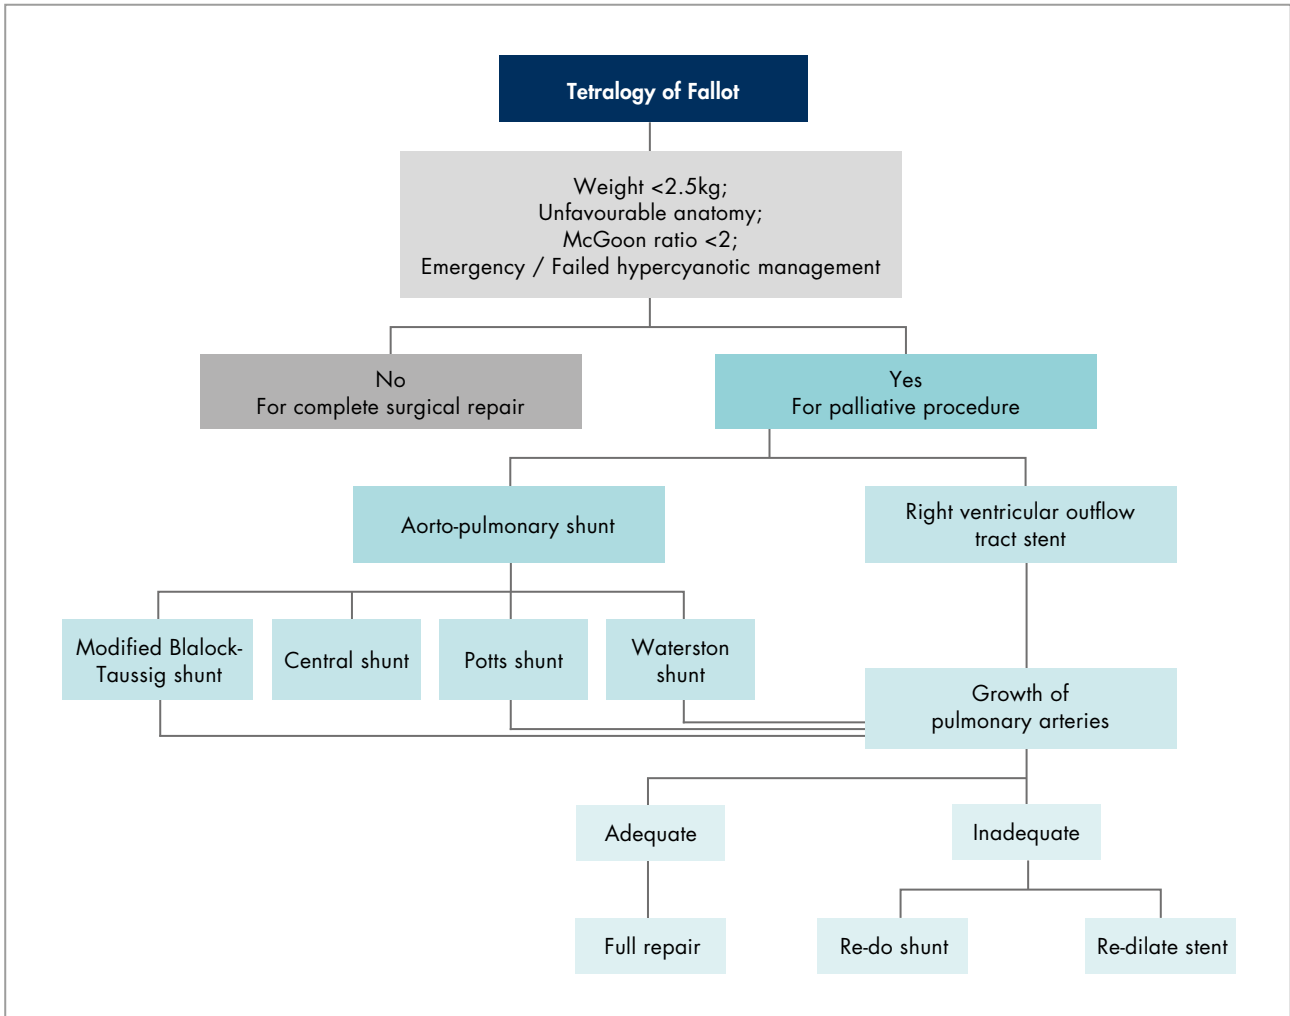 Tetralogy of Fallot
Weight <2.5kg;
Unfavourable anatomy;
McGoon ratio <2;
Emergency / Failed hypercyanotic management
No
For complete surgical repair
Yes
For palliative procedure
Aorto-pulmonary shunt
Right ventricular outflow
tract stent
Modified Blalock-
Taussig shunt
Central shunt
Potts shunt
Waterston
shunt
Growth of
pulmonary arteries
Adequate
Inadequate
Full repair
Re-do shunt
Re-dilate stent